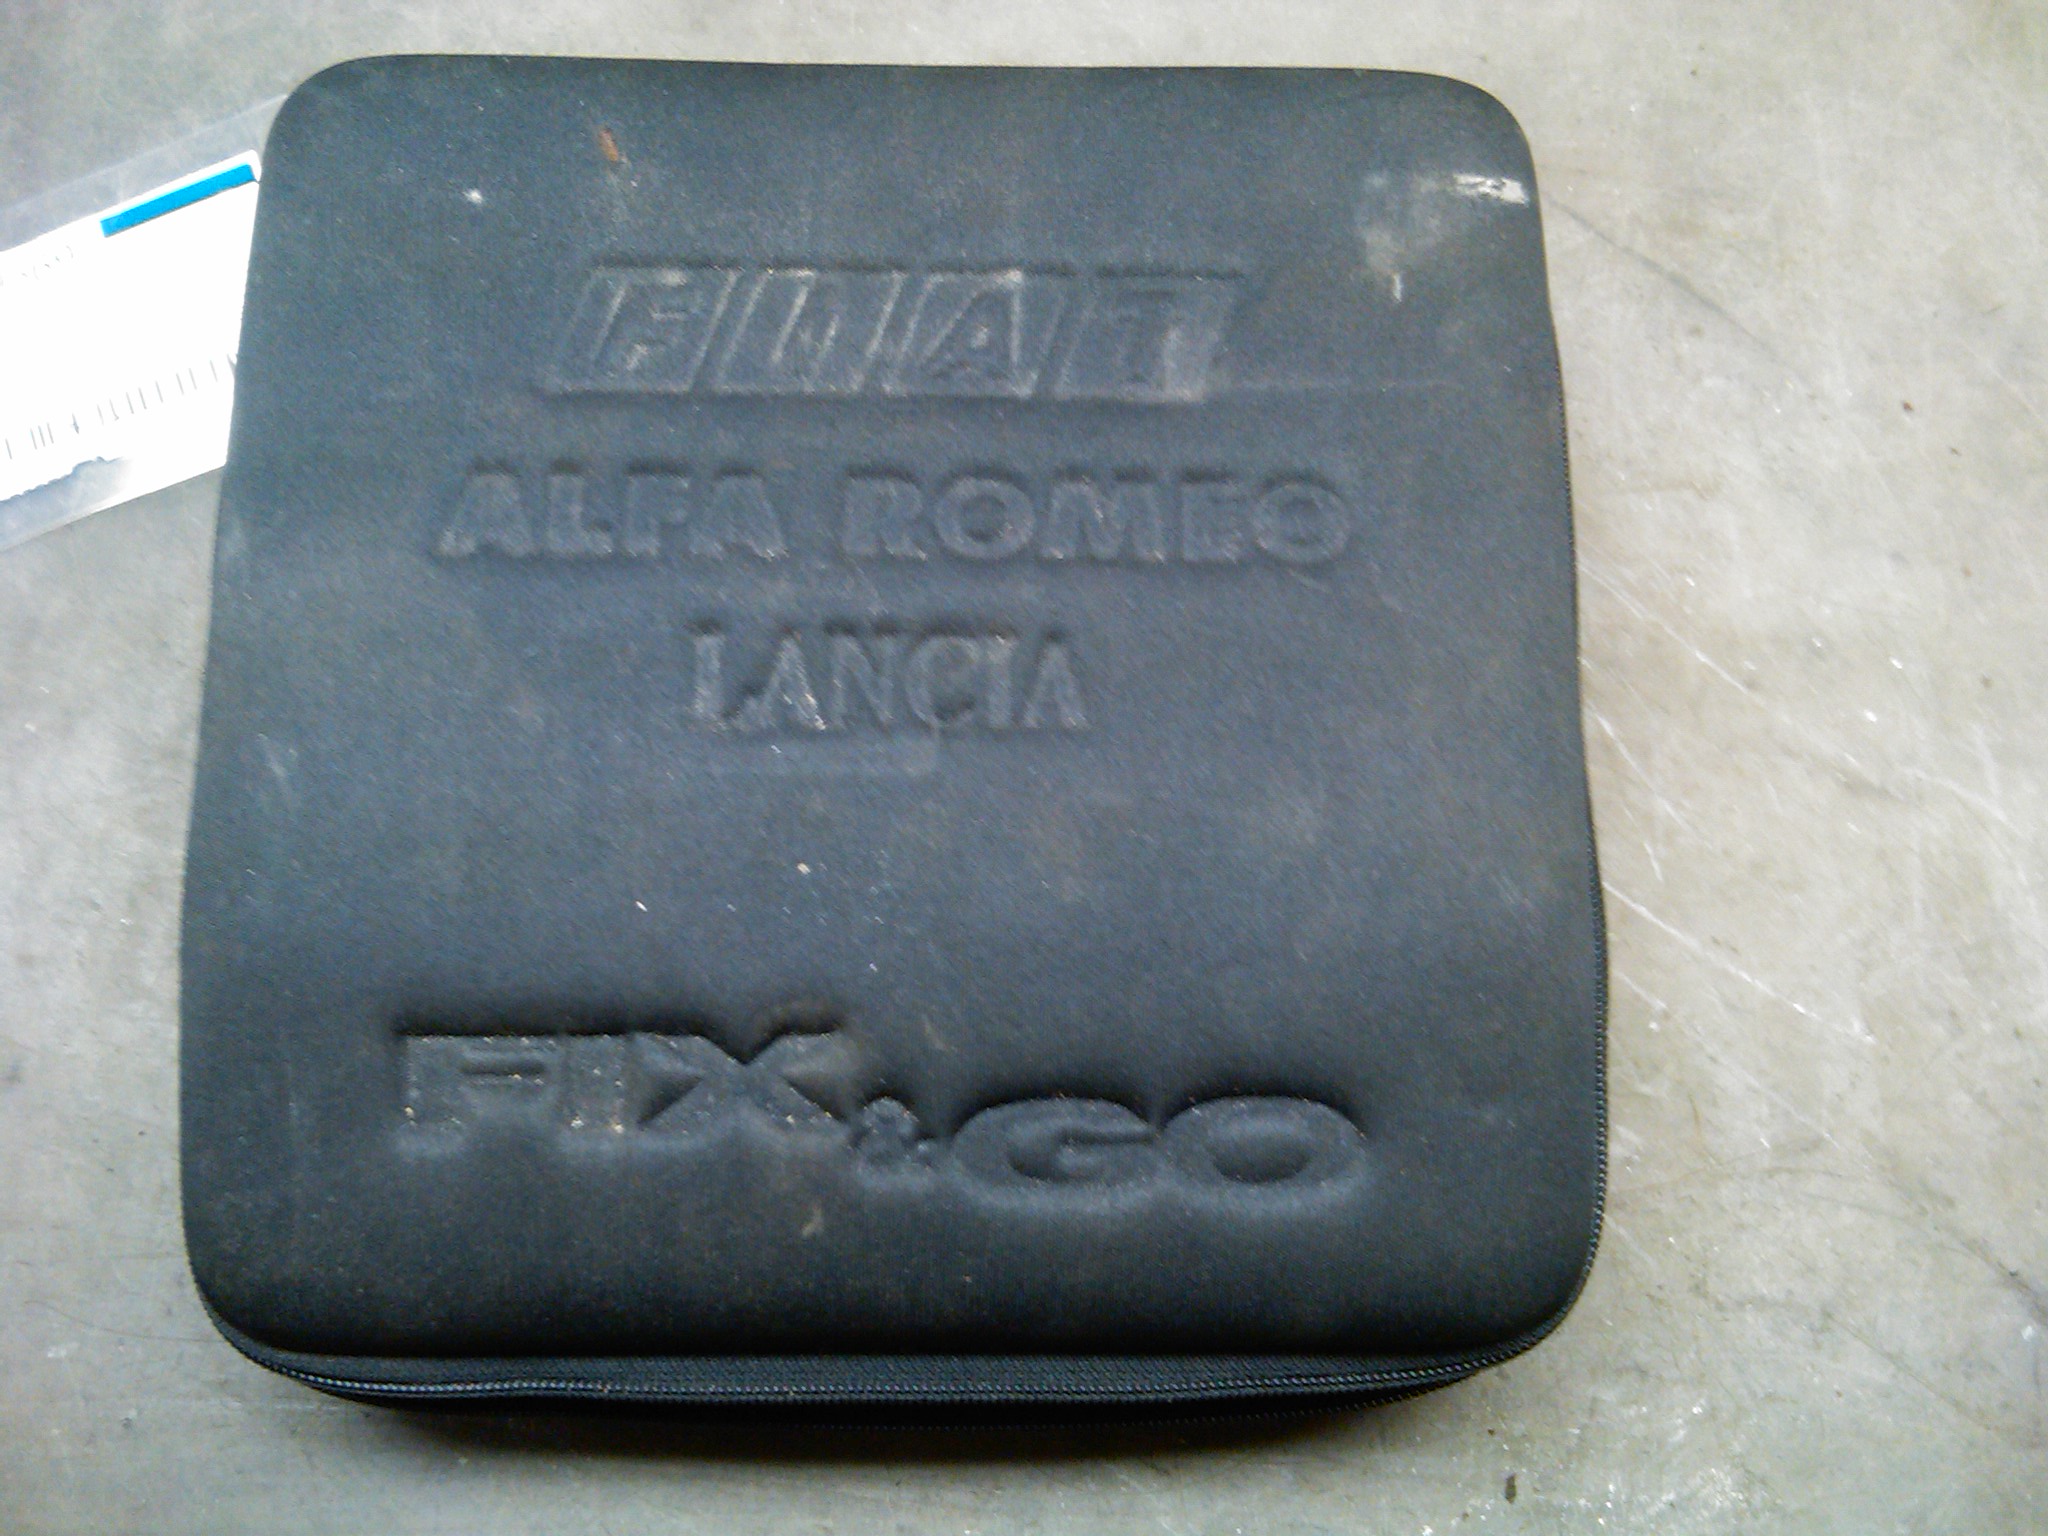 FIAT
ALFA ROMEO
LANCIA
FIX&GO